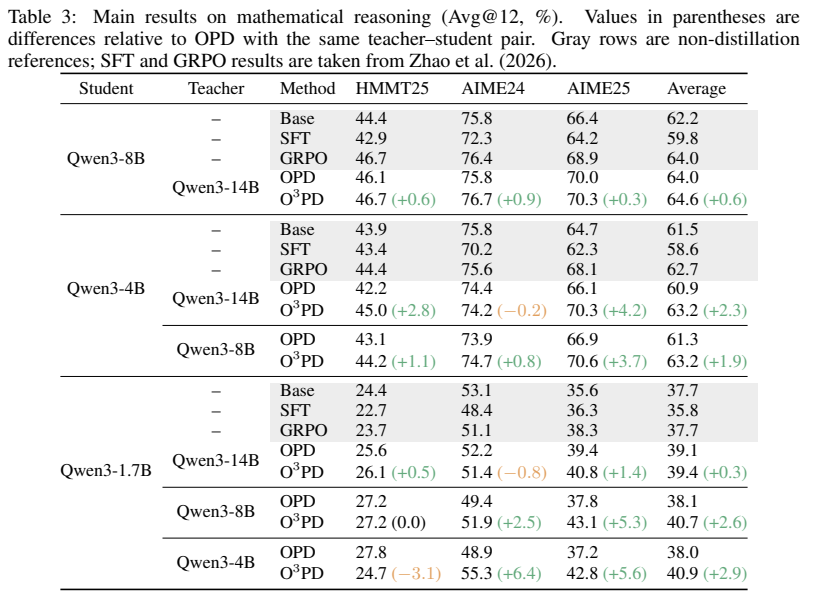 Table 3: Main results on mathematical reasoning (Avg@12, %). Values in parentheses are
differences relative to OPD with the same teacher–student pair. Gray rows are non-distillation
references; SFT and GRPO results are taken from Zhao et al. (2026).
Student Teacher Method HMMT25 AIME24 AIME25 Average
– Base 44.4 75.8 66.4 62.2
– SFT 42.9 72.3 64.2 59.8
Qwen3-8B – GRPO 46.7 76.4 68.9 64.0
Qwen3-14B OPD 46.1 75.8 70.0 64.0
O³PD 46.7 (+0.6) 76.7 (+0.9) 70.3 (+0.3) 64.6 (+0.6)
– Base 43.9 75.8 64.7 61.5
– SFT 43.4 70.2 62.3 58.6
– GRPO 44.4 75.6 68.1 62.7
Qwen3-4B Qwen3-14B OPD 42.2 74.4 66.1 60.9
O³PD 45.0 (+2.8) 74.2 (−0.2) 70.3 (+4.2) 63.2 (+2.3)
Qwen3-8B OPD 43.1 73.9 66.9 61.3
O³PD 44.2 (+1.1) 74.7 (+0.8) 70.6 (+3.7) 63.2 (+1.9)
– Base 24.4 53.1 35.6 37.7
– SFT 22.7 48.4 36.3 35.8
– GRPO 23.7 51.1 38.3 37.7
Qwen3-14B OPD 25.6 52.2 39.4 39.1
Qwen3-1.7B O³PD 26.1 (+0.5) 51.4 (−0.8) 40.8 (+1.4) 39.4 (+0.3)
Qwen3-8B OPD 27.2 49.4 37.8 38.1
O³PD 27.2 (0.0) 51.9 (+2.5) 43.1 (+5.3) 40.7 (+2.6)
Qwen3-4B OPD 27.8 48.9 37.2 38.0
O³PD 24.7 (−3.1) 55.3 (+6.4) 42.8 (+5.6) 40.9 (+2.9)